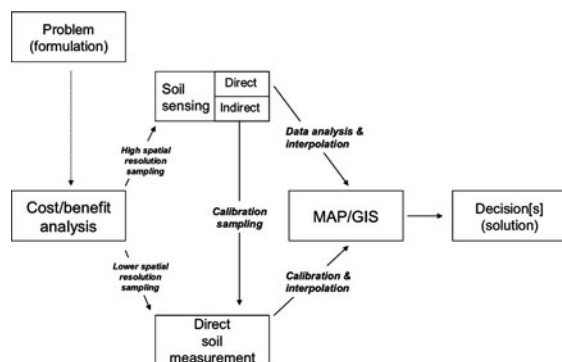 Problem
(formulation)
Soil
sensing
Direct
Indirect
High spatial
resolution
sampling
Data analysis &
interpolation
Cost/benefit
analysis
Calibration
sampling
MAP/GIS
Decision[s]
(solution)
Lower spatial
resolution
sampling
Calibration &
interpolation
Direct
soil
measurement